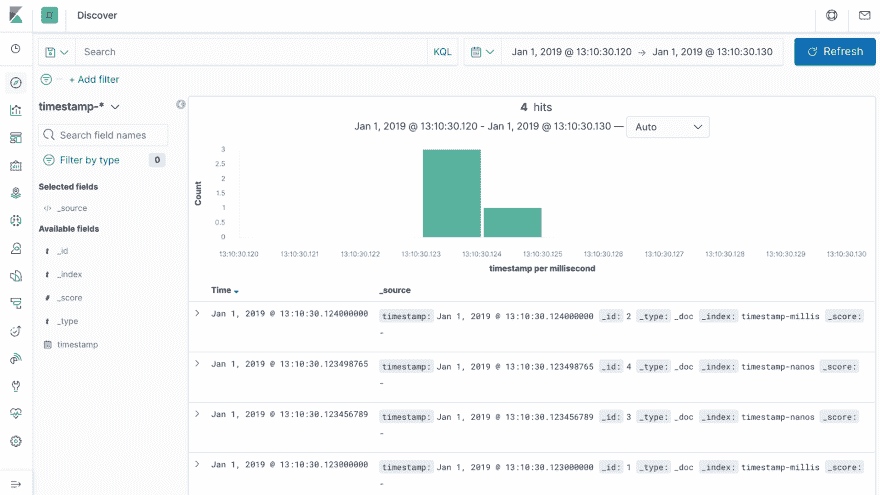 Discover
Search KQL Jan 1, 2019 @ 13:10:30.120 → Jan 1, 2019 @ 13:10:30.130 Refresh
+ Add filter
timestamp-*
Search field names
Filter by type 0
Selected fields
</> _source
Available fields
t _id
t _index
# _score
t _type
timestamp
4 hits
Jan 1, 2019 @ 13:10:30.120 - Jan 1, 2019 @ 13:10:30.130 — Auto
Count
3
2.5
2
1.5
1
0.5
0
13:10:30.120 13:10:30.121 13:10:30.122 13:10:30.123 13:10:30.124 13:10:30.125 13:10:30.126 13:10:30.127 13:10:30.128 13:10:30.129 13:10:30.130
timestamp per millisecond
Time _source
Jan 1, 2019 @ 13:10:30.124000000 timestamp: Jan 1, 2019 @ 13:10:30.124000000 _id: 2 _type: _doc _index: timestamp-millis _score:
-
Jan 1, 2019 @ 13:10:30.123498765 timestamp: Jan 1, 2019 @ 13:10:30.123498765 _id: 4 _type: _doc _index: timestamp-nanos _score:
-
Jan 1, 2019 @ 13:10:30.123456789 timestamp: Jan 1, 2019 @ 13:10:30.123456789 _id: 3 _type: _doc _index: timestamp-nanos _score:
-
Jan 1, 2019 @ 13:10:30.123000000 timestamp: Jan 1, 2019 @ 13:10:30.123000000 _id: 1 _type: _doc _index: timestamp-millis _score:
-